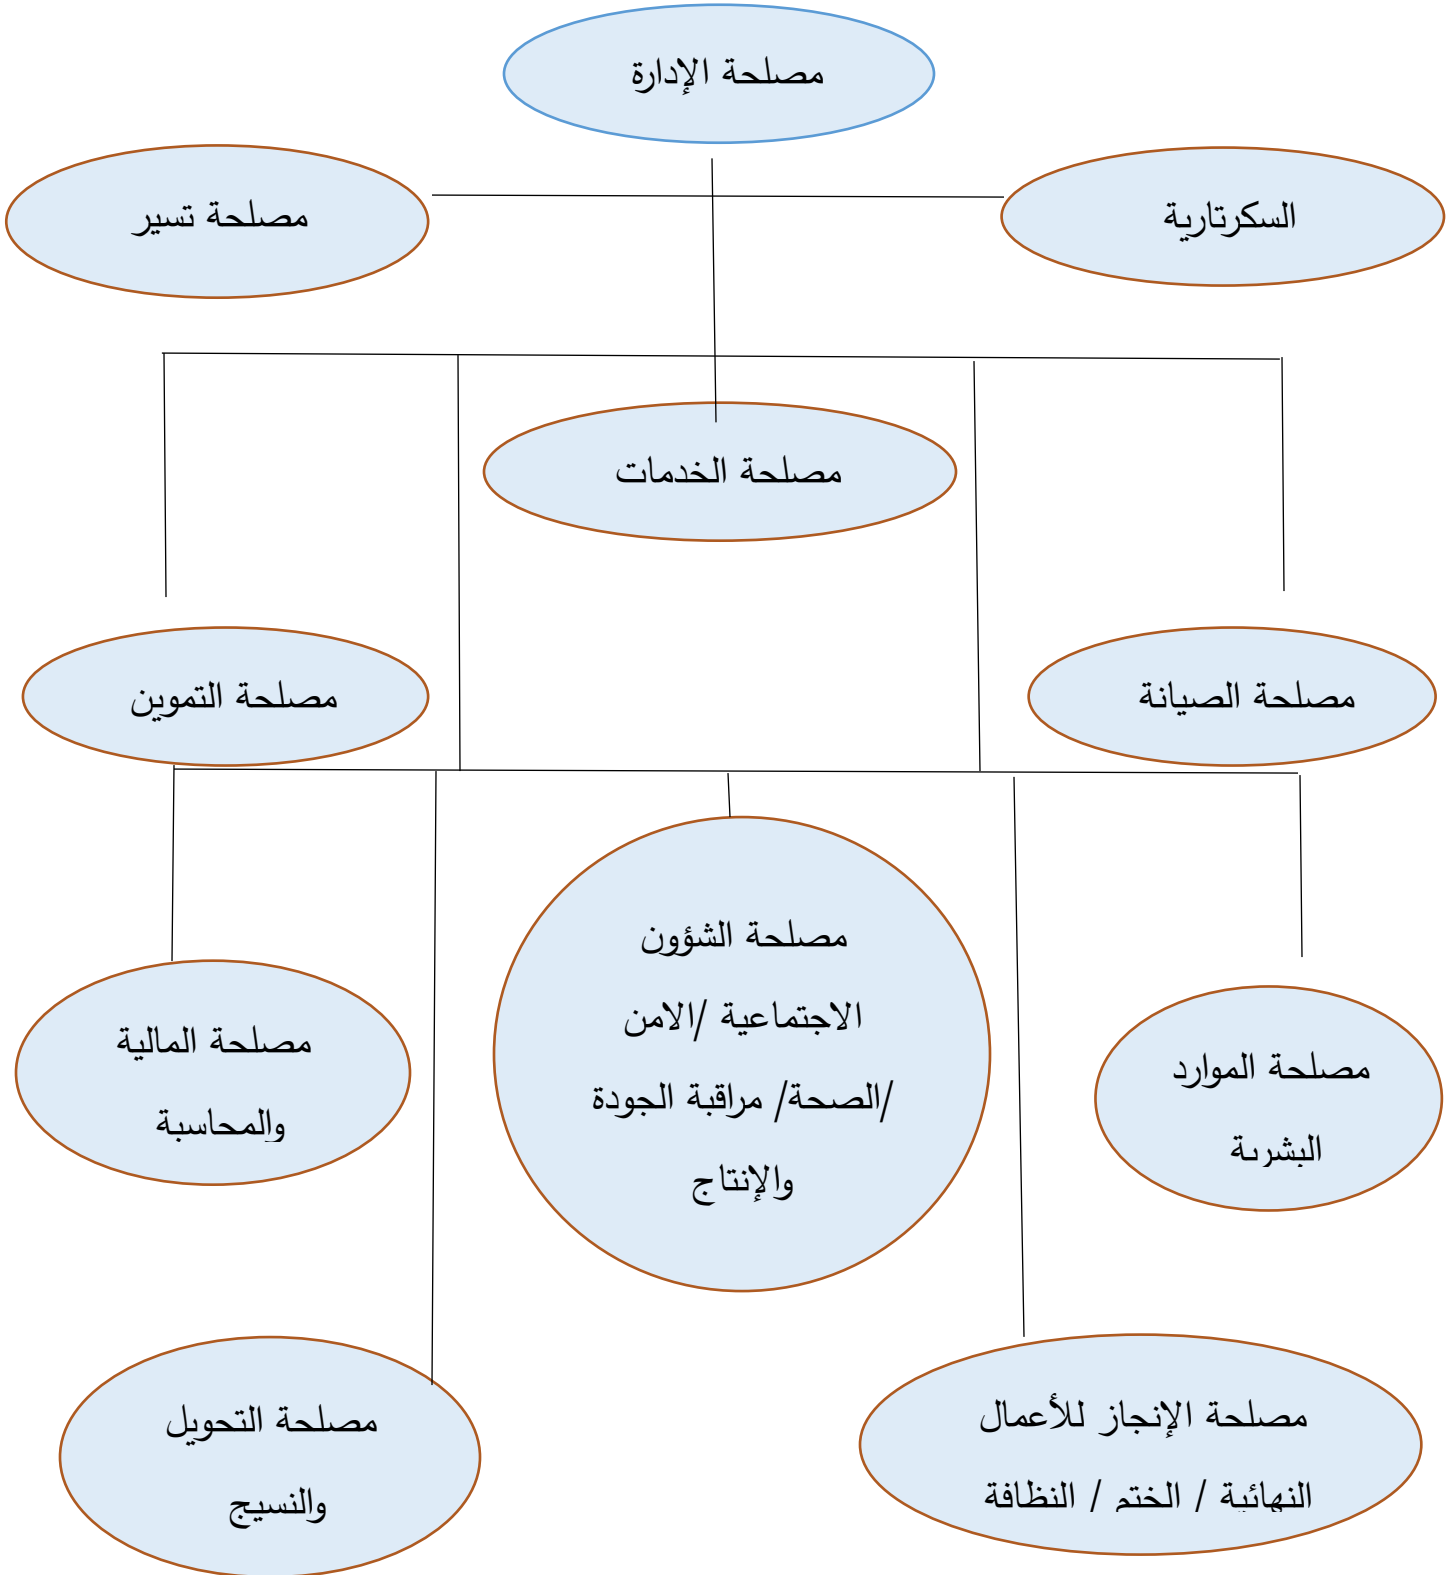 مصلحة الإدارة
السكرتارية
مصلحة تسير
مصلحة الخدمات
مصلحة الصيانة
مصلحة التموين
مصلحة الشؤون
الاجتماعية /الامن
/الصحة/ مراقبة الجودة
والإنتاج
مصلحة الموارد
البشرية
مصلحة المالية
والمحاسبة
مصلحة الإنجاز للأعمال
النهائية / الختم / النظافة
مصلحة التحويل
والنسيج